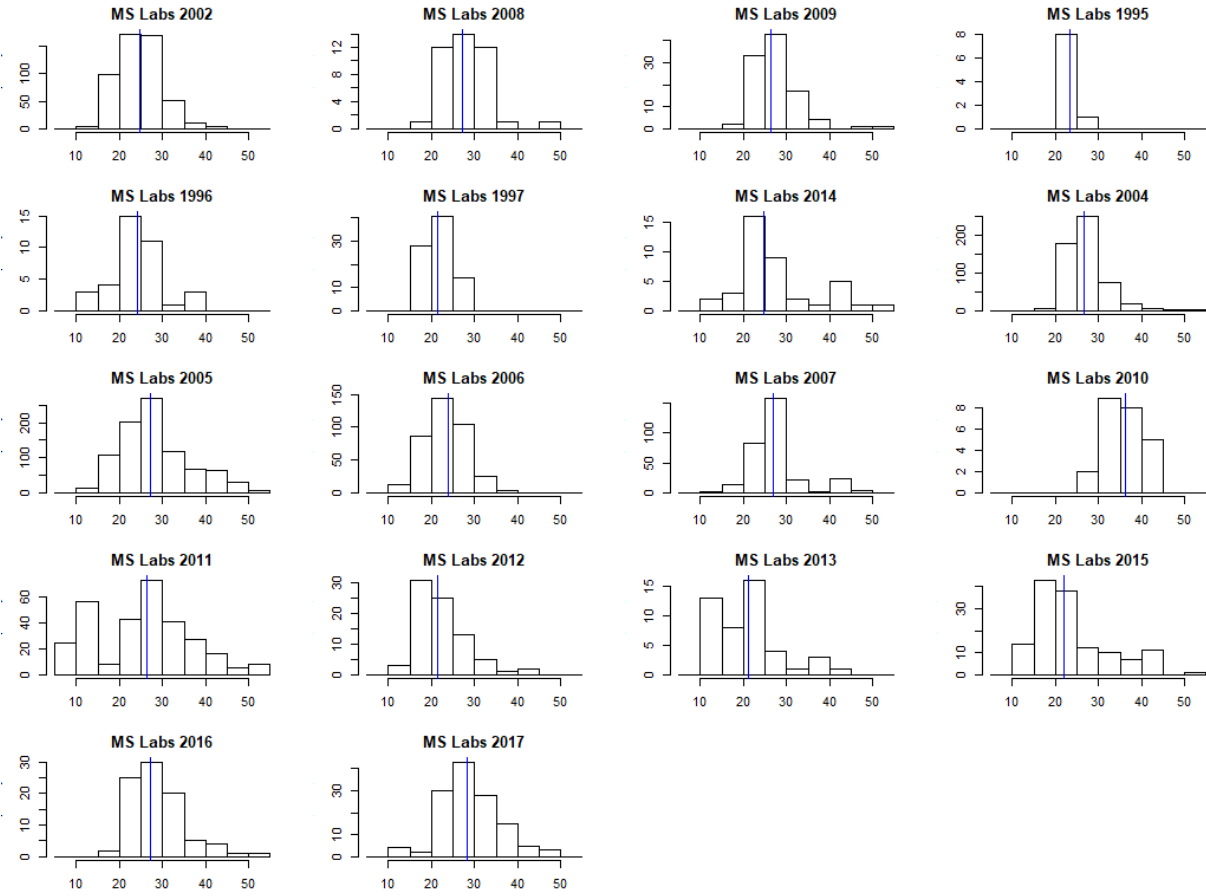 MS Labs 2002
MS Labs 2008
MS Labs 2009
MS Labs 1995
0 50 100
0 4 8 12
0 10 30
0 2 4 6 8
10 20 30 40 50
10 20 30 40 50
10 20 30 40 50
10 20 30 40 50
MS Labs 1996
MS Labs 1997
MS Labs 2014
MS Labs 2004
0 5 10 15
0 10 30
0 5 10 15
0 100 200
10 20 30 40 50
10 20 30 40 50
10 20 30 40 50
10 20 30 40 50
MS Labs 2005
MS Labs 2006
MS Labs 2007
MS Labs 2010
0 100 200
0 50 100 150
0 50 100
0 2 4 6 8
10 20 30 40 50
10 20 30 40 50
10 20 30 40 50
10 20 30 40 50
MS Labs 2011
MS Labs 2012
MS Labs 2013
MS Labs 2015
0 20 40 60
0 10 20 30
0 5 10 15
0 10 30
10 20 30 40 50
10 20 30 40 50
10 20 30 40 50
10 20 30 40 50
MS Labs 2016
MS Labs 2017
0 10 20 30
0 10 30
10 20 30 40 50
10 20 30 40 50